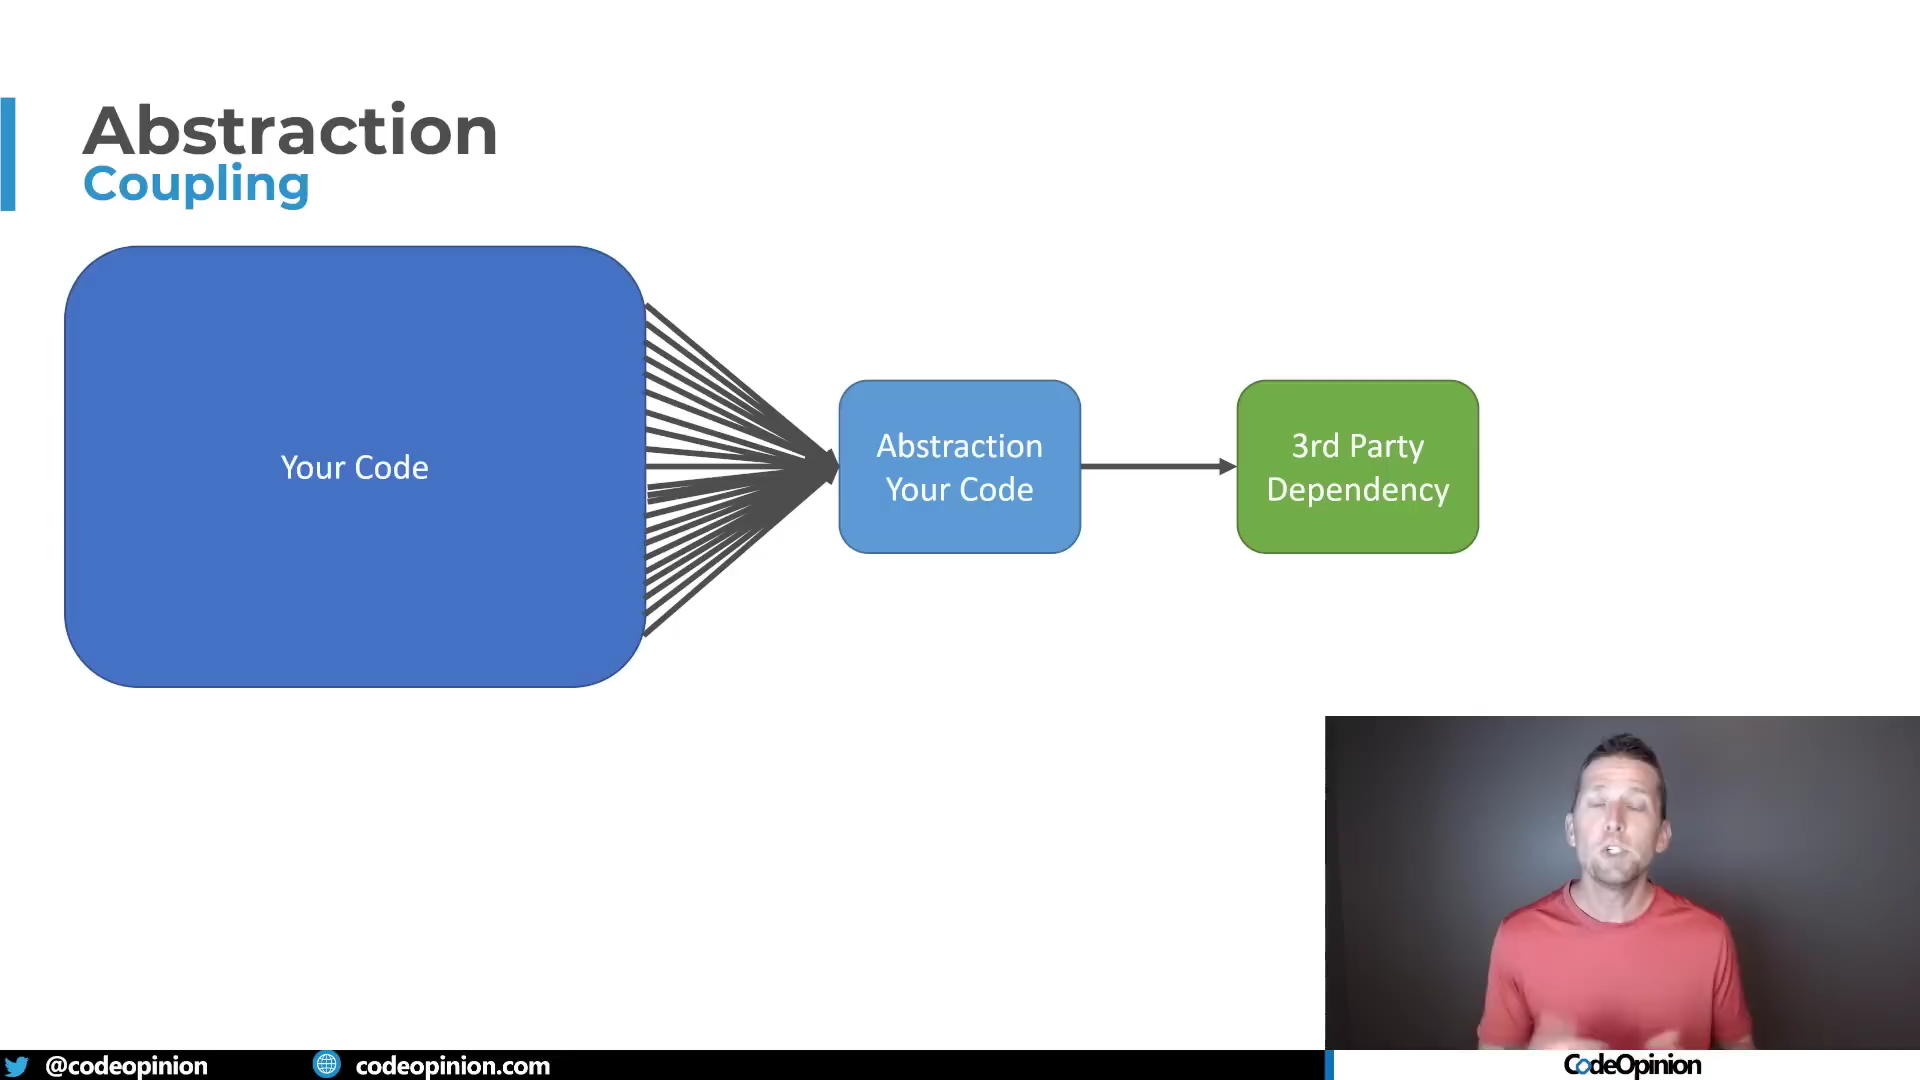 Abstraction
Coupling
Your Code
Abstraction
Your Code
3rd Party
Dependency
@codeopinion
codeopinion.com
CodeOpinion